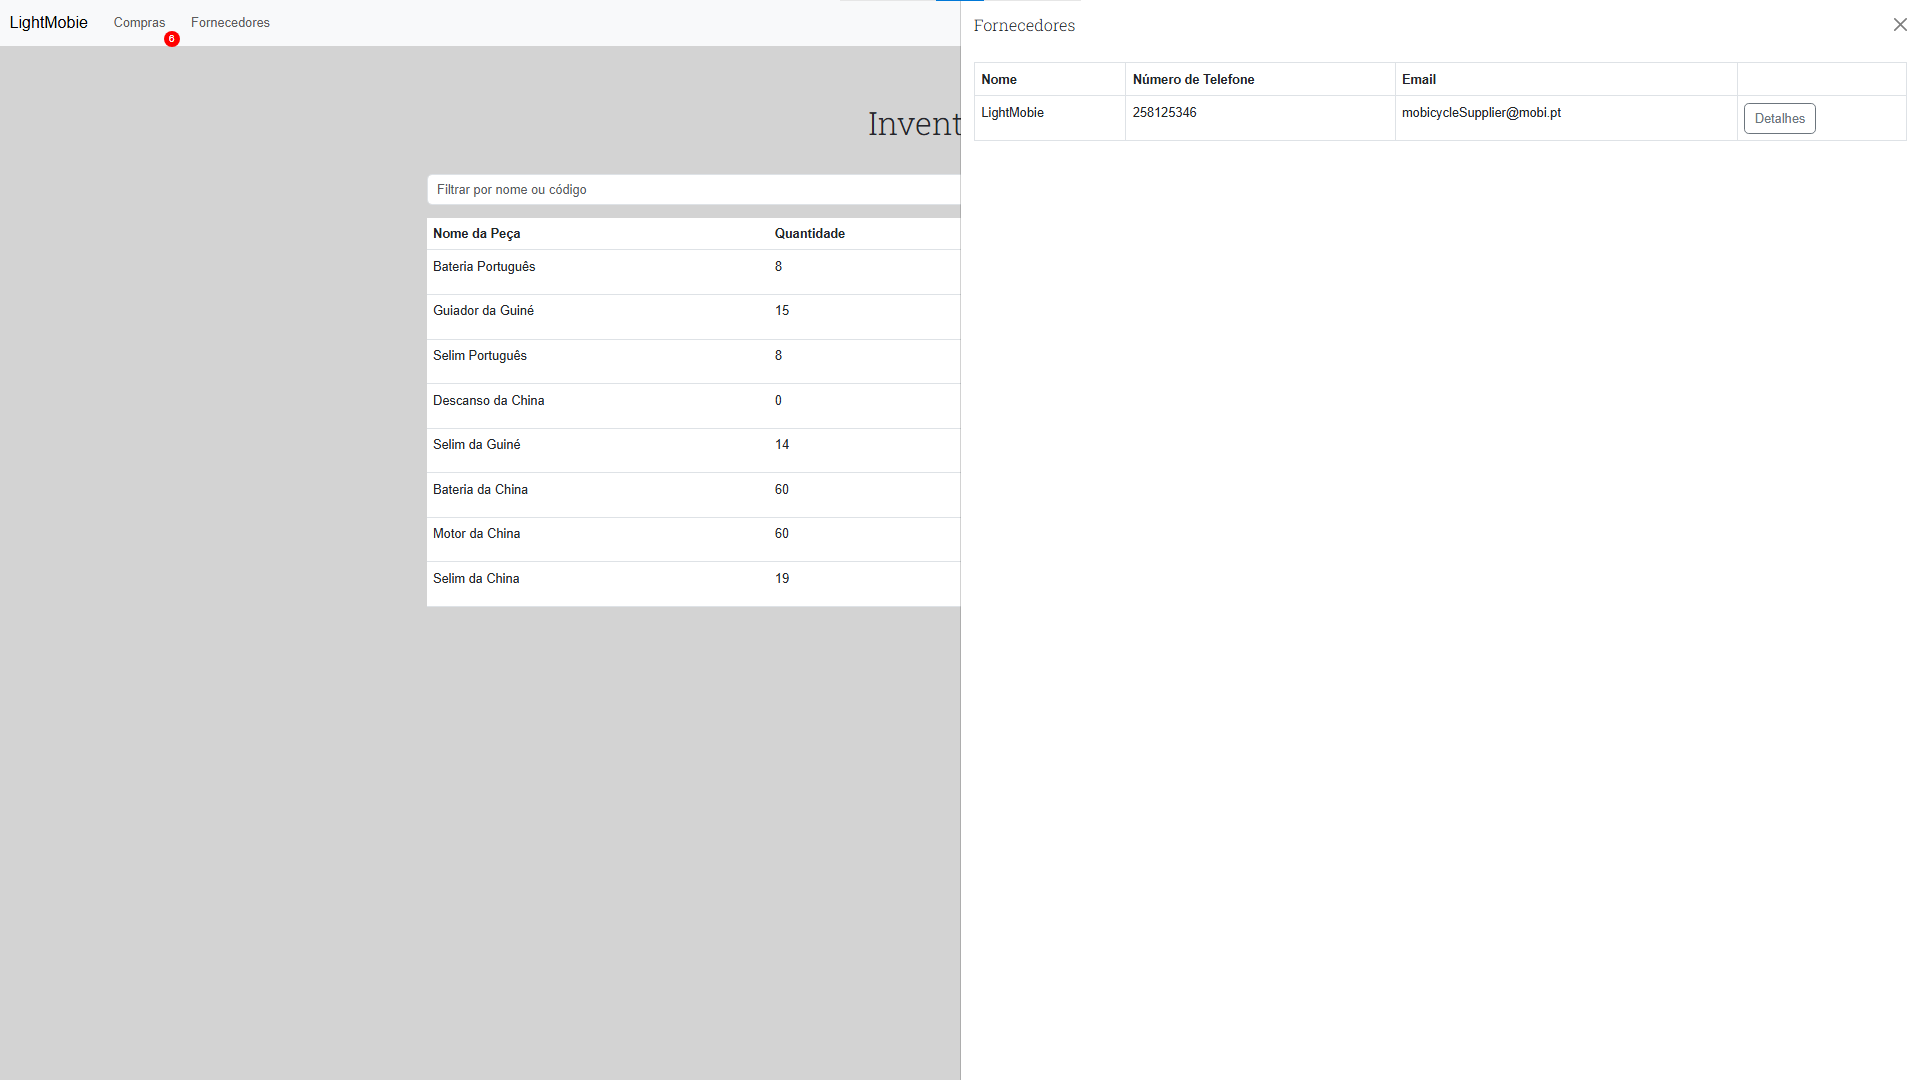 LightMobie Compras Fornecedores
6
Invent
Filtrar por nome ou código
Nome da Peça Quantidade
Bateria Português 8
Guiador da Guiné 15
Selim Português 8
Descanso da China 0
Selim da Guiné 14
Bateria da China 60
Motor da China 60
Selim da China 19
Fornecedores
Nome Número de Telefone Email
LightMobie 258125346 mobicycleSupplier@mobi.pt Detalhes